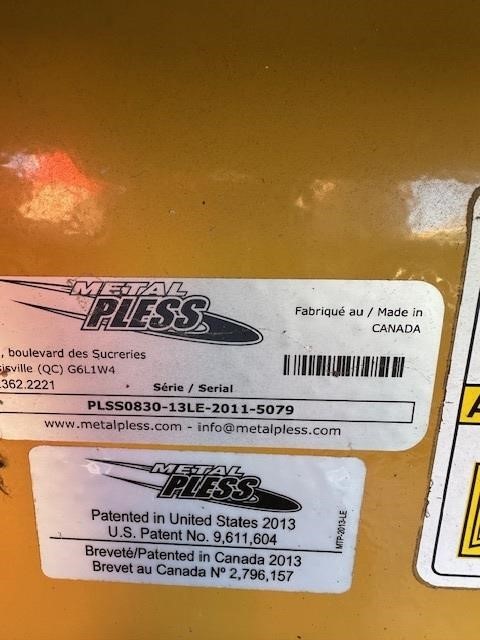 METAL
PLESS
Fabriqué au / Made in
CANADA
, boulevard des Sucreries
sisville (QC) G6L1W4
.362.2221
Série / Serial
PLSS0830-13LE-2011-5079
www.metalpless.com - info@metalpless.com
METAL
PLESS
Patented in United States 2013
U.S. Patent No. 9,611,604
Breveté/Patented in Canada 2013
Brevet au Canada N° 2,796,157
MTP-2013-LE